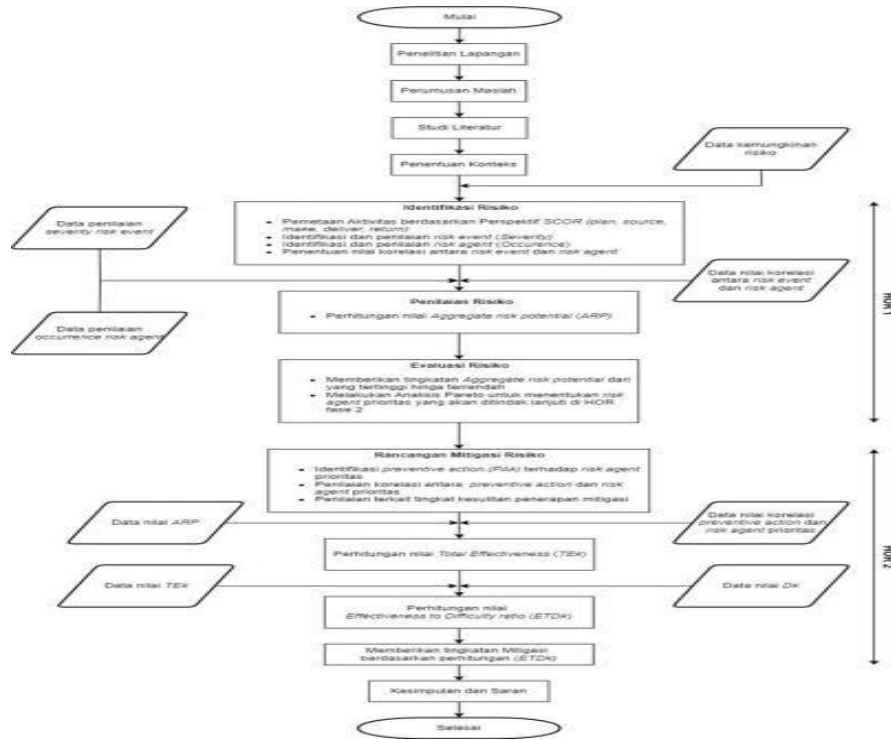 Mulai
Penelitian Lapangan
Perumusan Maslah
Studi Literatur
Penentuan Konteks
Data kemungkinan
risiko
Identifikasi Risiko
• Pemetaan Aktivitas berdasarkan Perspektif SCOR (plan, source,
make, deliver, return)
• Identifikasi dan penilaian risk event (Severity)
• Identifikasi dan penilaian risk agent (Occurence)
• Penentuan nilai korelasi antara risk event dan risk agent
Data penilaian
severity risk event
Data nilai korelasi
antara risk event
dan risk agent
Data penilaian
occurrence risk agent
Penilaian Risiko
• Perhitungan nilai Aggregate risk potential (ARP)
Evaluasi Risiko
• Memberikan tingkatan Aggregate risk potential dari
yang tertinggi hinga terendah
• Melakukan Analisis Pareto untuk menentukan risk
agent prioritas yang akan ditindak lanjuti di HOR
fase 2
HOR 1
Rancangan Mitigasi Risiko
• Identifikasi preventive action (PAk) terhadap risk agent
prioritas
• Penilaian korelasi antara preventive action dan risk
agent prioritas
• Penilaian terkait tingkat kesulitan penerapan mitigasi
Data nilai ARP
Data nilai korelasi
preventive action dan
risk agent prioritas
Perhitungan nilai Total Effectiveness (TEk)
Data nilai TEk
Data nilai Dk
Perhitungan nilai
Effectiveness to Difficulty ratio (ETDk)
Memberikan tingkatan Mitigasi
berdasarkan perhitungan (ETDk)
HOR 2
Kesimpulan dan Saran
Selesai